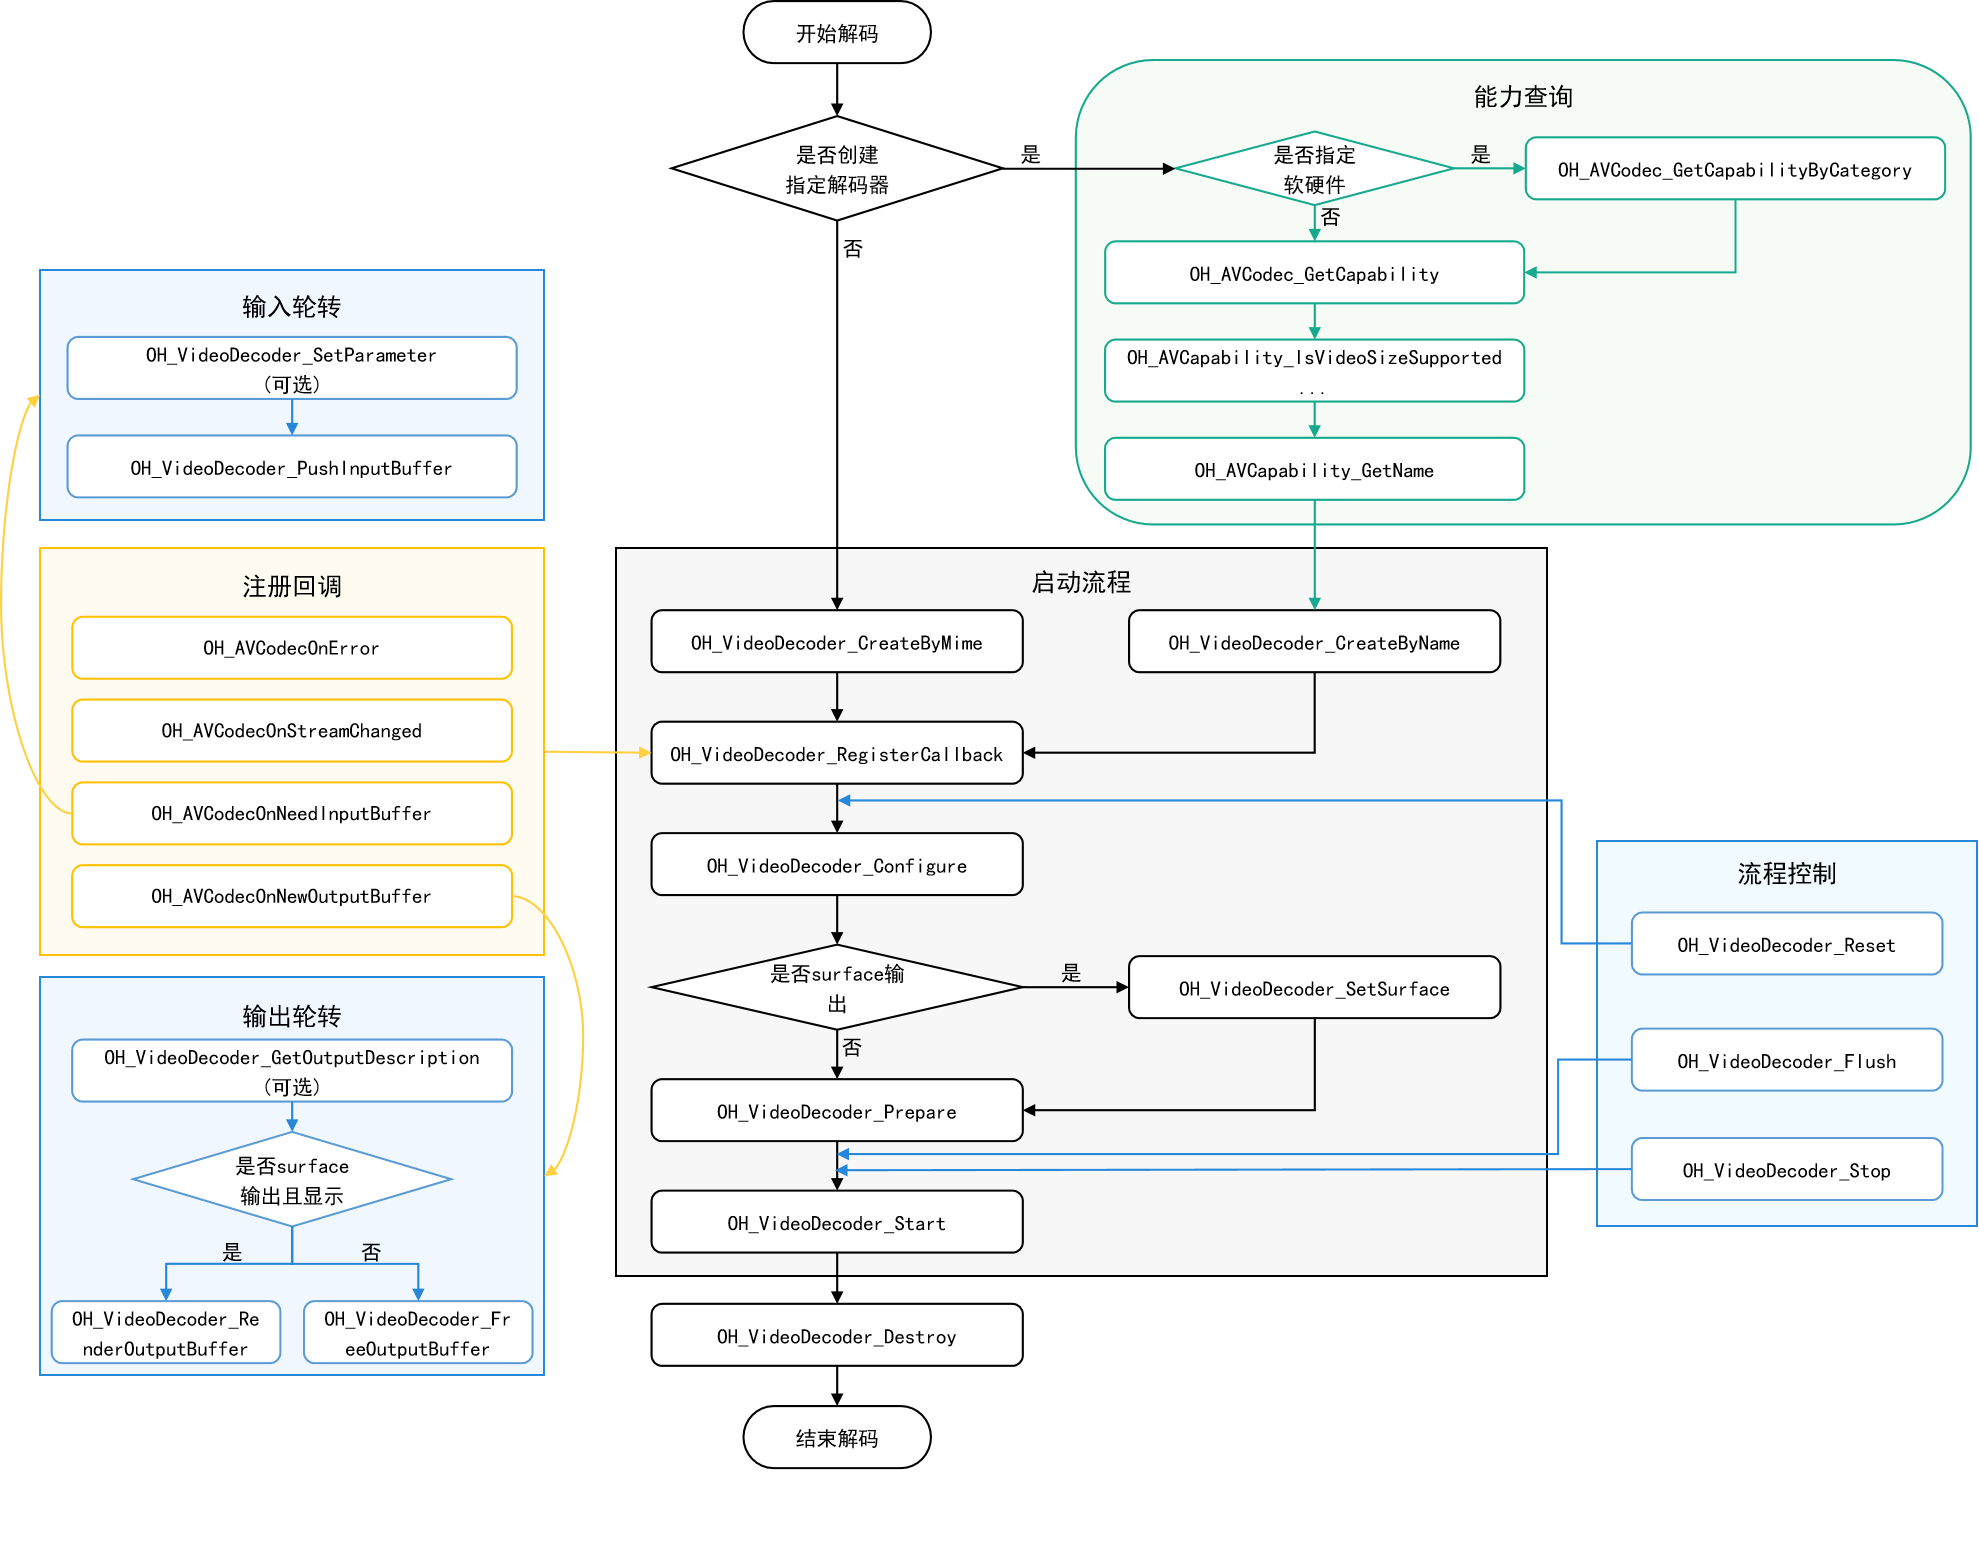 开始解码
是否创建
指定解码器
是
否
能力查询
是否指定
软硬件
是
否
OH_AVCodec_GetCapabilityByCategory
OH_AVCodec_GetCapability
OH_AVCapability_IsVideoSizeSupported
...
OH_AVCapability_GetName
输入轮转
OH_VideoDecoder_SetParameter
(可选)
OH_VideoDecoder_PushInputBuffer
注册回调
OH_AVCodecOnError
OH_AVCodecOnStreamChanged
OH_AVCodecOnNeedInputBuffer
OH_AVCodecOnNewOutputBuffer
输出轮转
OH_VideoDecoder_GetOutputDescription
(可选)
是否surface
输出且显示
是
否
OH_VideoDecoder_Re
nderOutputBuffer
OH_VideoDecoder_Fr
eeOutputBuffer
启动流程
OH_VideoDecoder_CreateByMime
OH_VideoDecoder_CreateByName
OH_VideoDecoder_RegisterCallback
OH_VideoDecoder_Configure
是否surface输
出
是
否
OH_VideoDecoder_SetSurface
OH_VideoDecoder_Prepare
OH_VideoDecoder_Start
OH_VideoDecoder_Destroy
结束解码
流程控制
OH_VideoDecoder_Reset
OH_VideoDecoder_Flush
OH_VideoDecoder_Stop